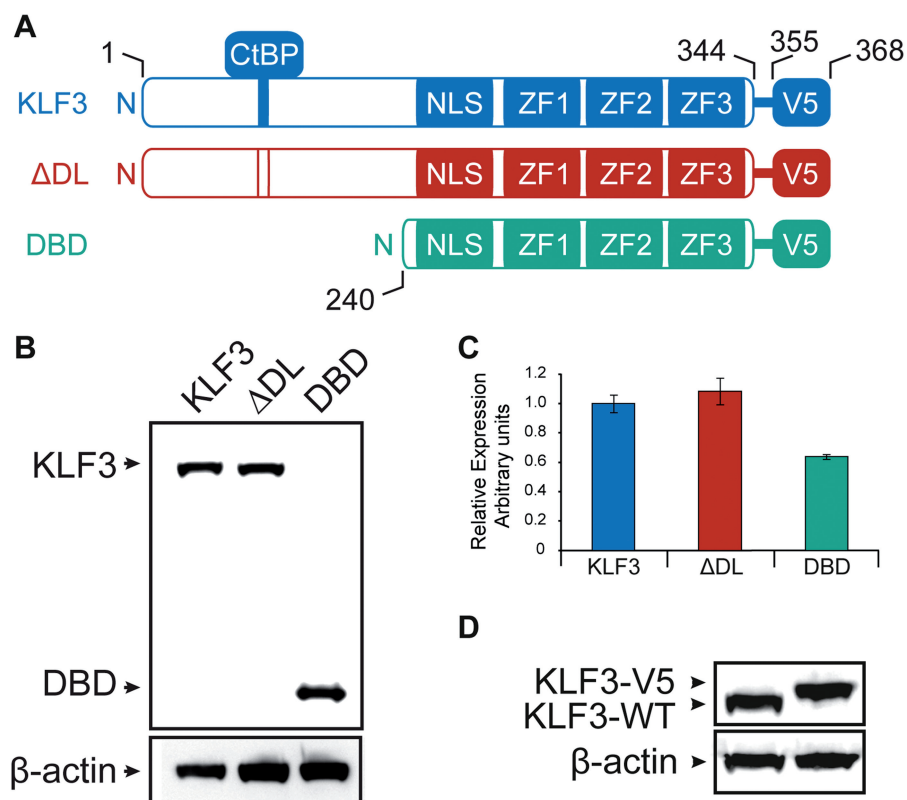 A
1
CtBP
344
355
368
KLF3 N NLS ZF1 ZF2 ZF3 V5
ΔDL N NLS ZF1 ZF2 ZF3 V5
DBD N NLS ZF1 ZF2 ZF3 V5
240
B
KLF3 ΔDL DBD
KLF3
DBD
β-actin
C
Relative Expression
Arbitrary units
1.2
1.0
0.8
0.6
0.4
0.2
0
KLF3 ΔDL DBD
D
KLF3-V5
KLF3-WT
β-actin